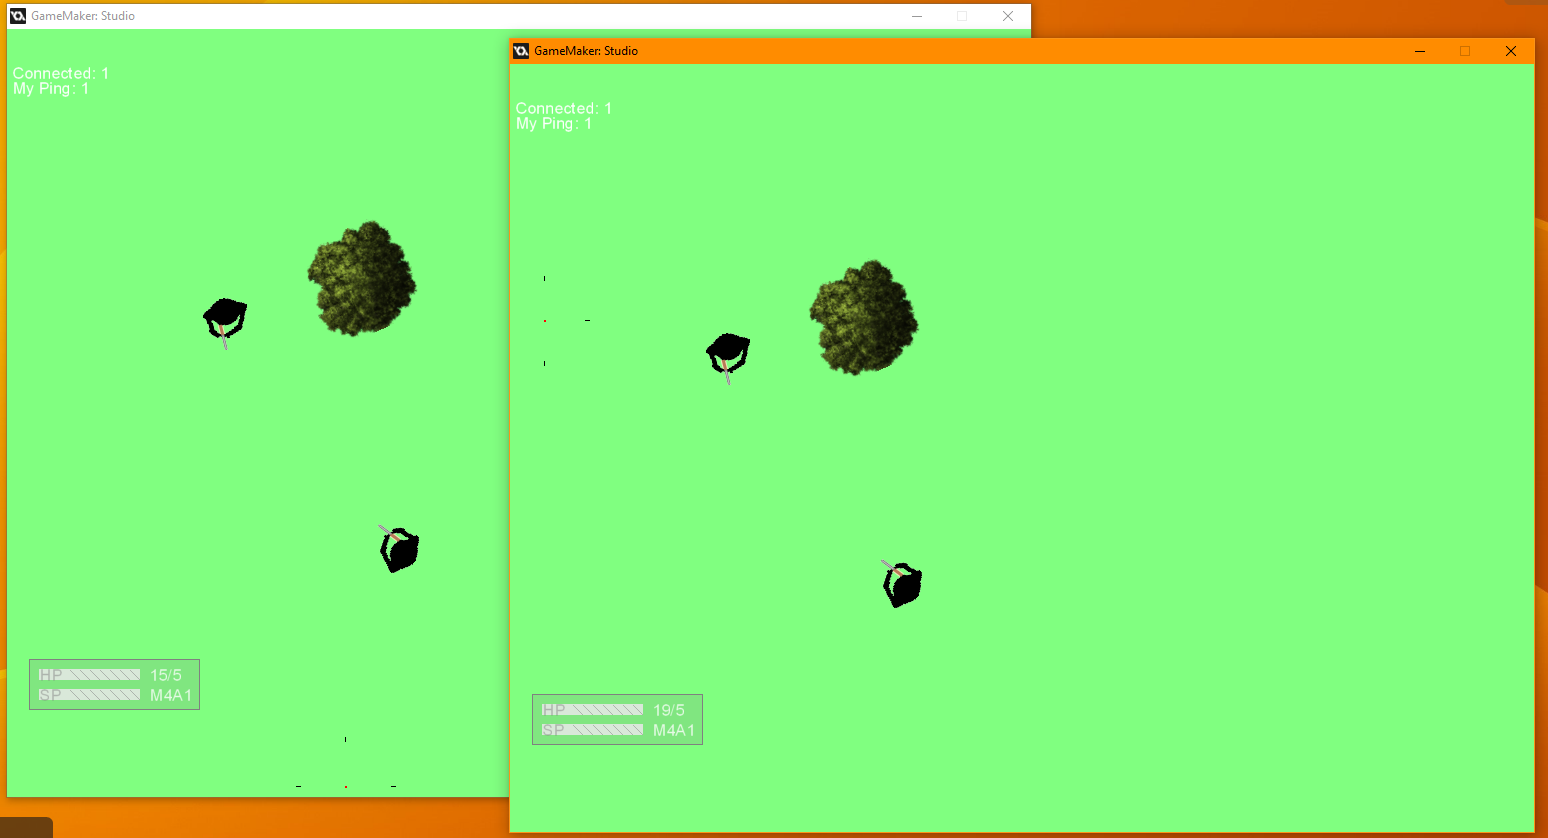 GameMaker: Studio
Connected: 1
My Ping: 1
HP 15/5
SP M4A1
GameMaker: Studio
Connected: 1
My Ping: 1
HP 19/5
SP M4A1